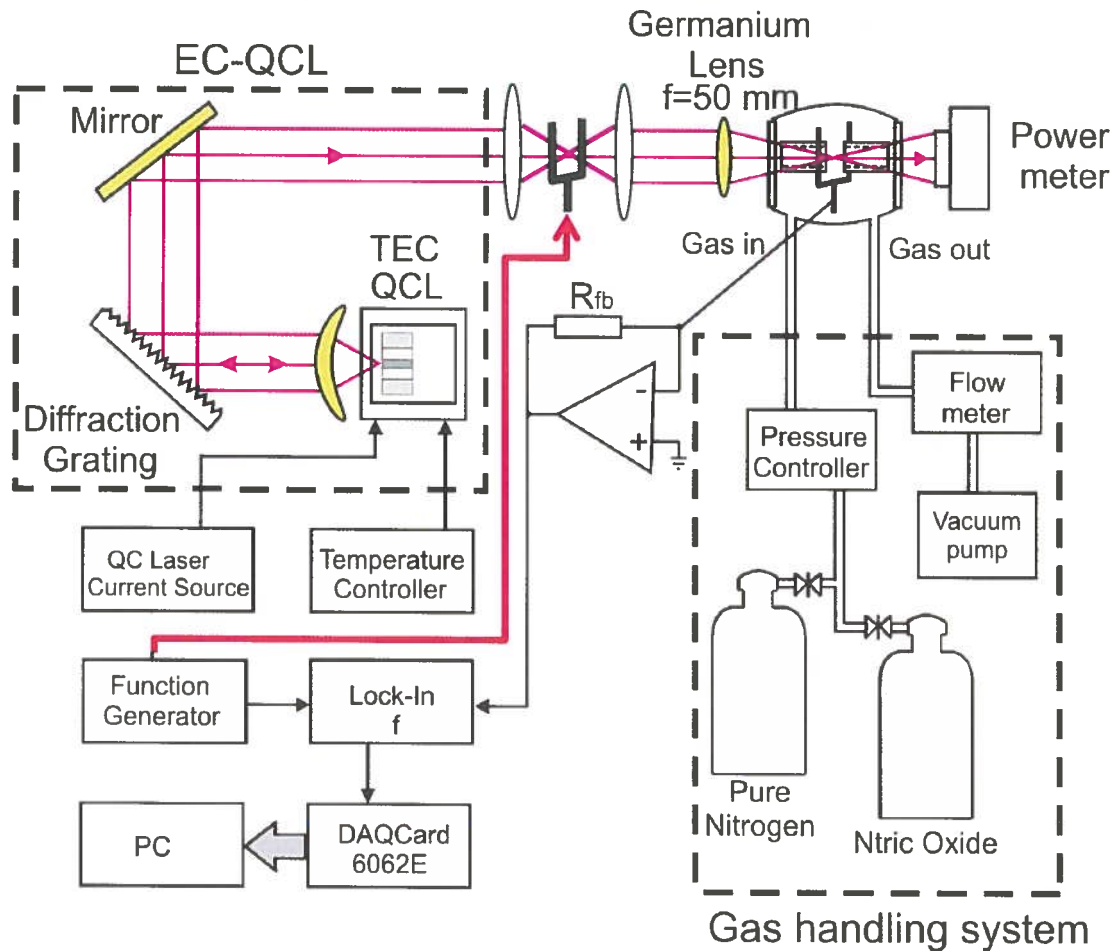 Germanium
Lens
f=50 mm
EC-QCL
Mirror
Power
meter
TEC
QCL
Gas in
Gas out
Rfb
-
+
Diffraction
Grating
Flow
meter
Pressure
Controller
Vacuum
pump
QC Laser
Current Source
Temperature
Controller
Function
Generator
Lock-In
f
PC
DAQCard
6062E
Pure
Nitrogen
Ntric Oxide
Gas handling system